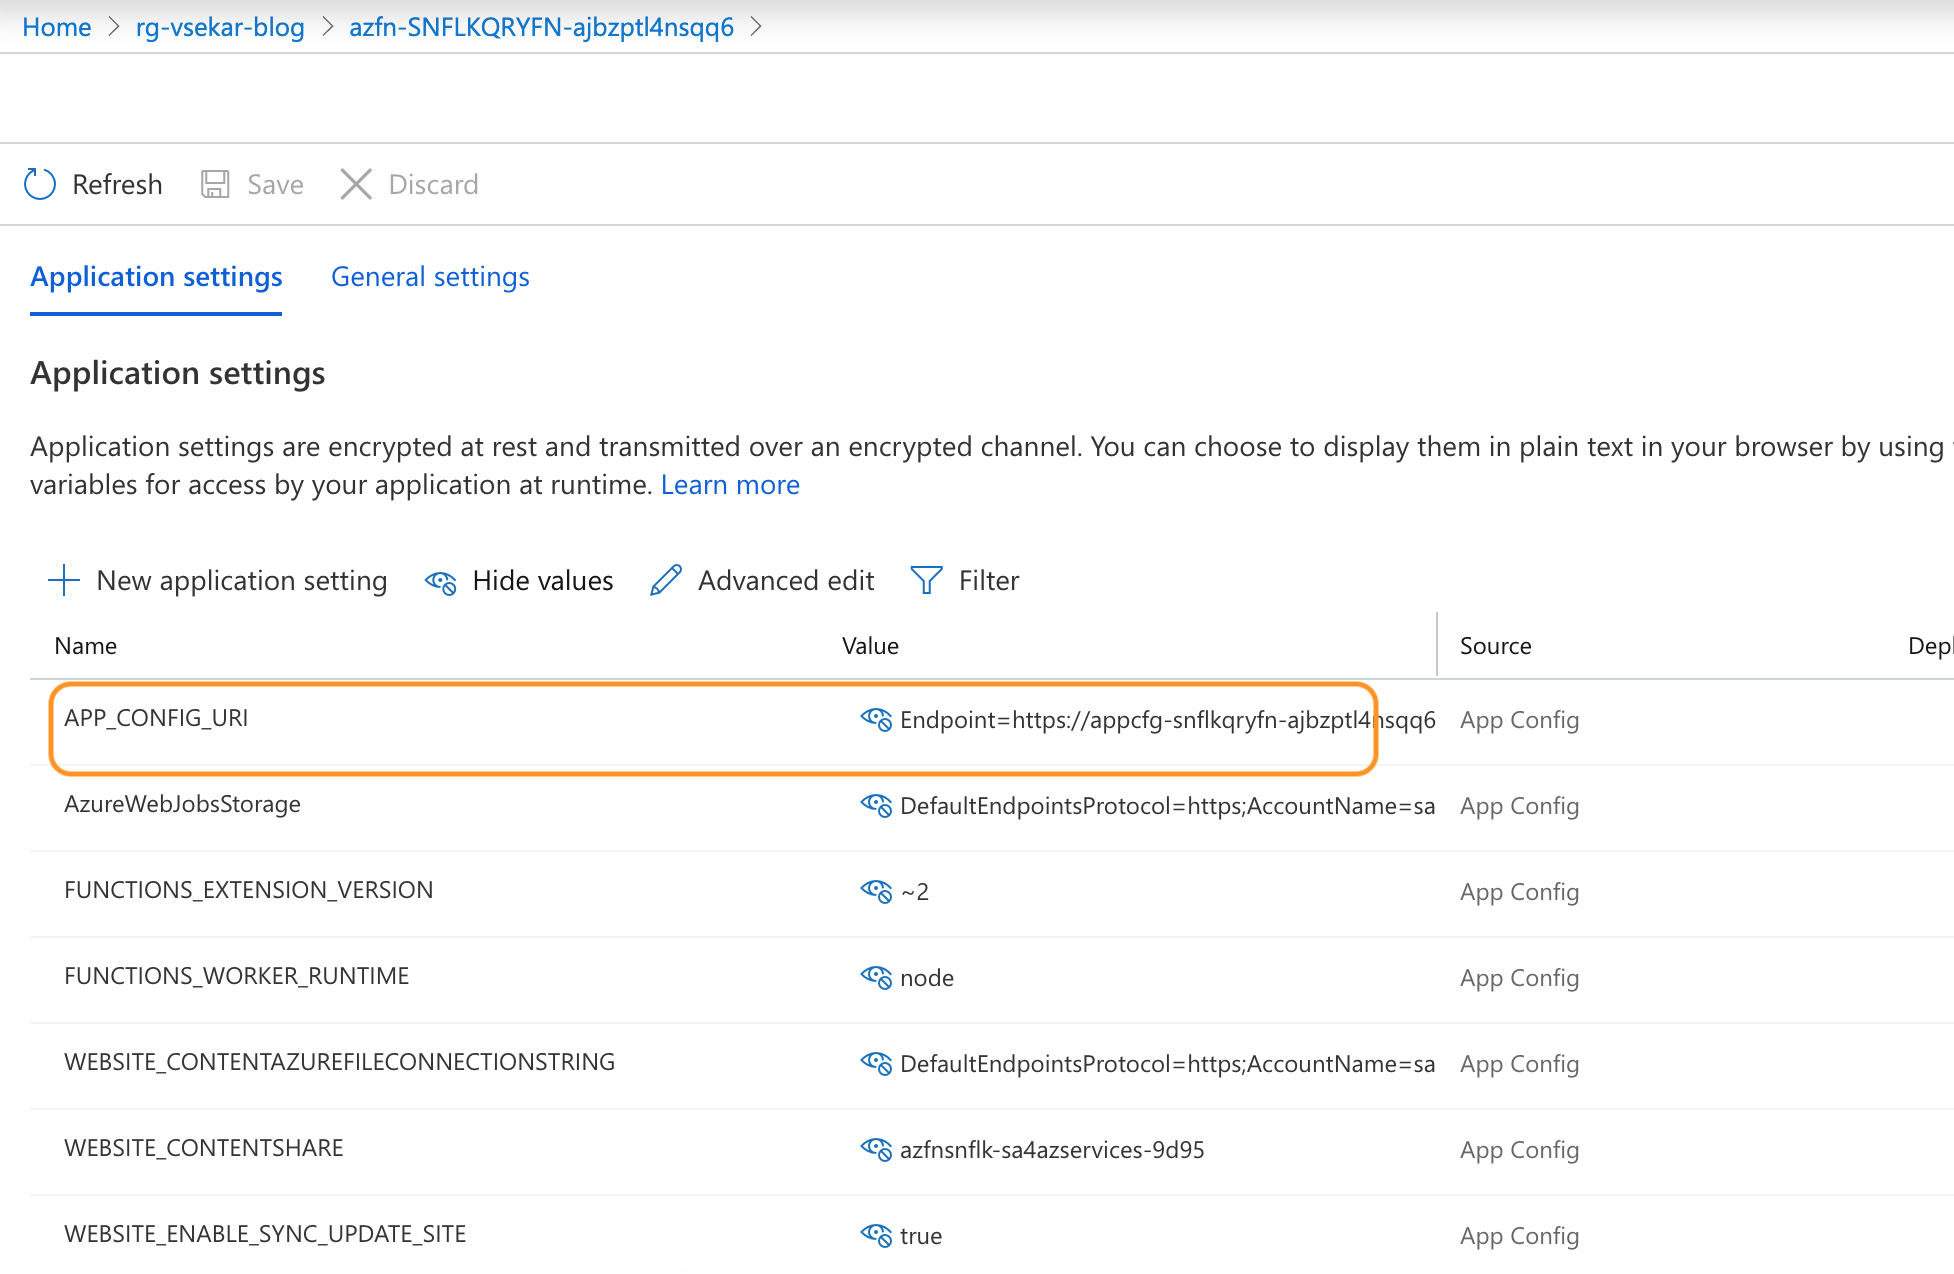 Home > rg-vsekar-blog > azfn-SNFLKQRYFN-ajbzptl4nsqq6 >
Refresh Save Discard
Application settings General settings
Application settings
Application settings are encrypted at rest and transmitted over an encrypted channel. You can choose to display them in plain text in your browser by using
variables for access by your application at runtime. Learn more
New application setting Hide values Advanced edit Filter
Name Value Source Depl
APP_CONFIG_URI Endpoint=https://appcfg-snflkqryfn-ajbzptl4nsqq6 App Config
AzureWebJobsStorage DefaultEndpointsProtocol=https;AccountName=sa App Config
FUNCTIONS_EXTENSION_VERSION ~2 App Config
FUNCTIONS_WORKER_RUNTIME node App Config
WEBSITE_CONTENTAZUREFILECONNECTIONSTRING DefaultEndpointsProtocol=https;AccountName=sa App Config
WEBSITE_CONTENTSHARE azfnsnflk-sa4azservices-9d95 App Config
WEBSITE_ENABLE_SYNC_UPDATE_SITE true App Config